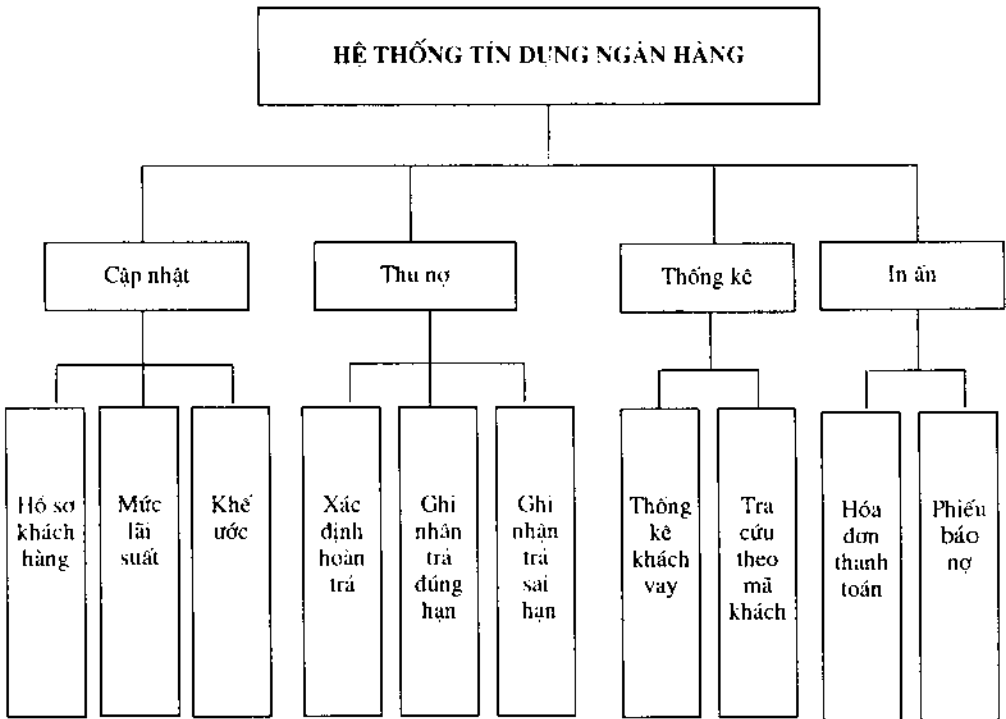 HỆ THỐNG TÍN DỤNG NGÂN HÀNG
Cập nhật
Thu nợ
Thống kê
In ấn
Hồ sơ
khách
hàng
Mức
lãi
suất
Khế
ước
Xác
định
hoàn
trả
Ghi
nhân
trả
đúng
hạn
Ghi
nhận
trả
sai
hạn
Thống
kê
khách
vay
Tra
cứu
theo
mã
khách
Hóa
đơn
thanh
toán
Phiếu
báo
nợ